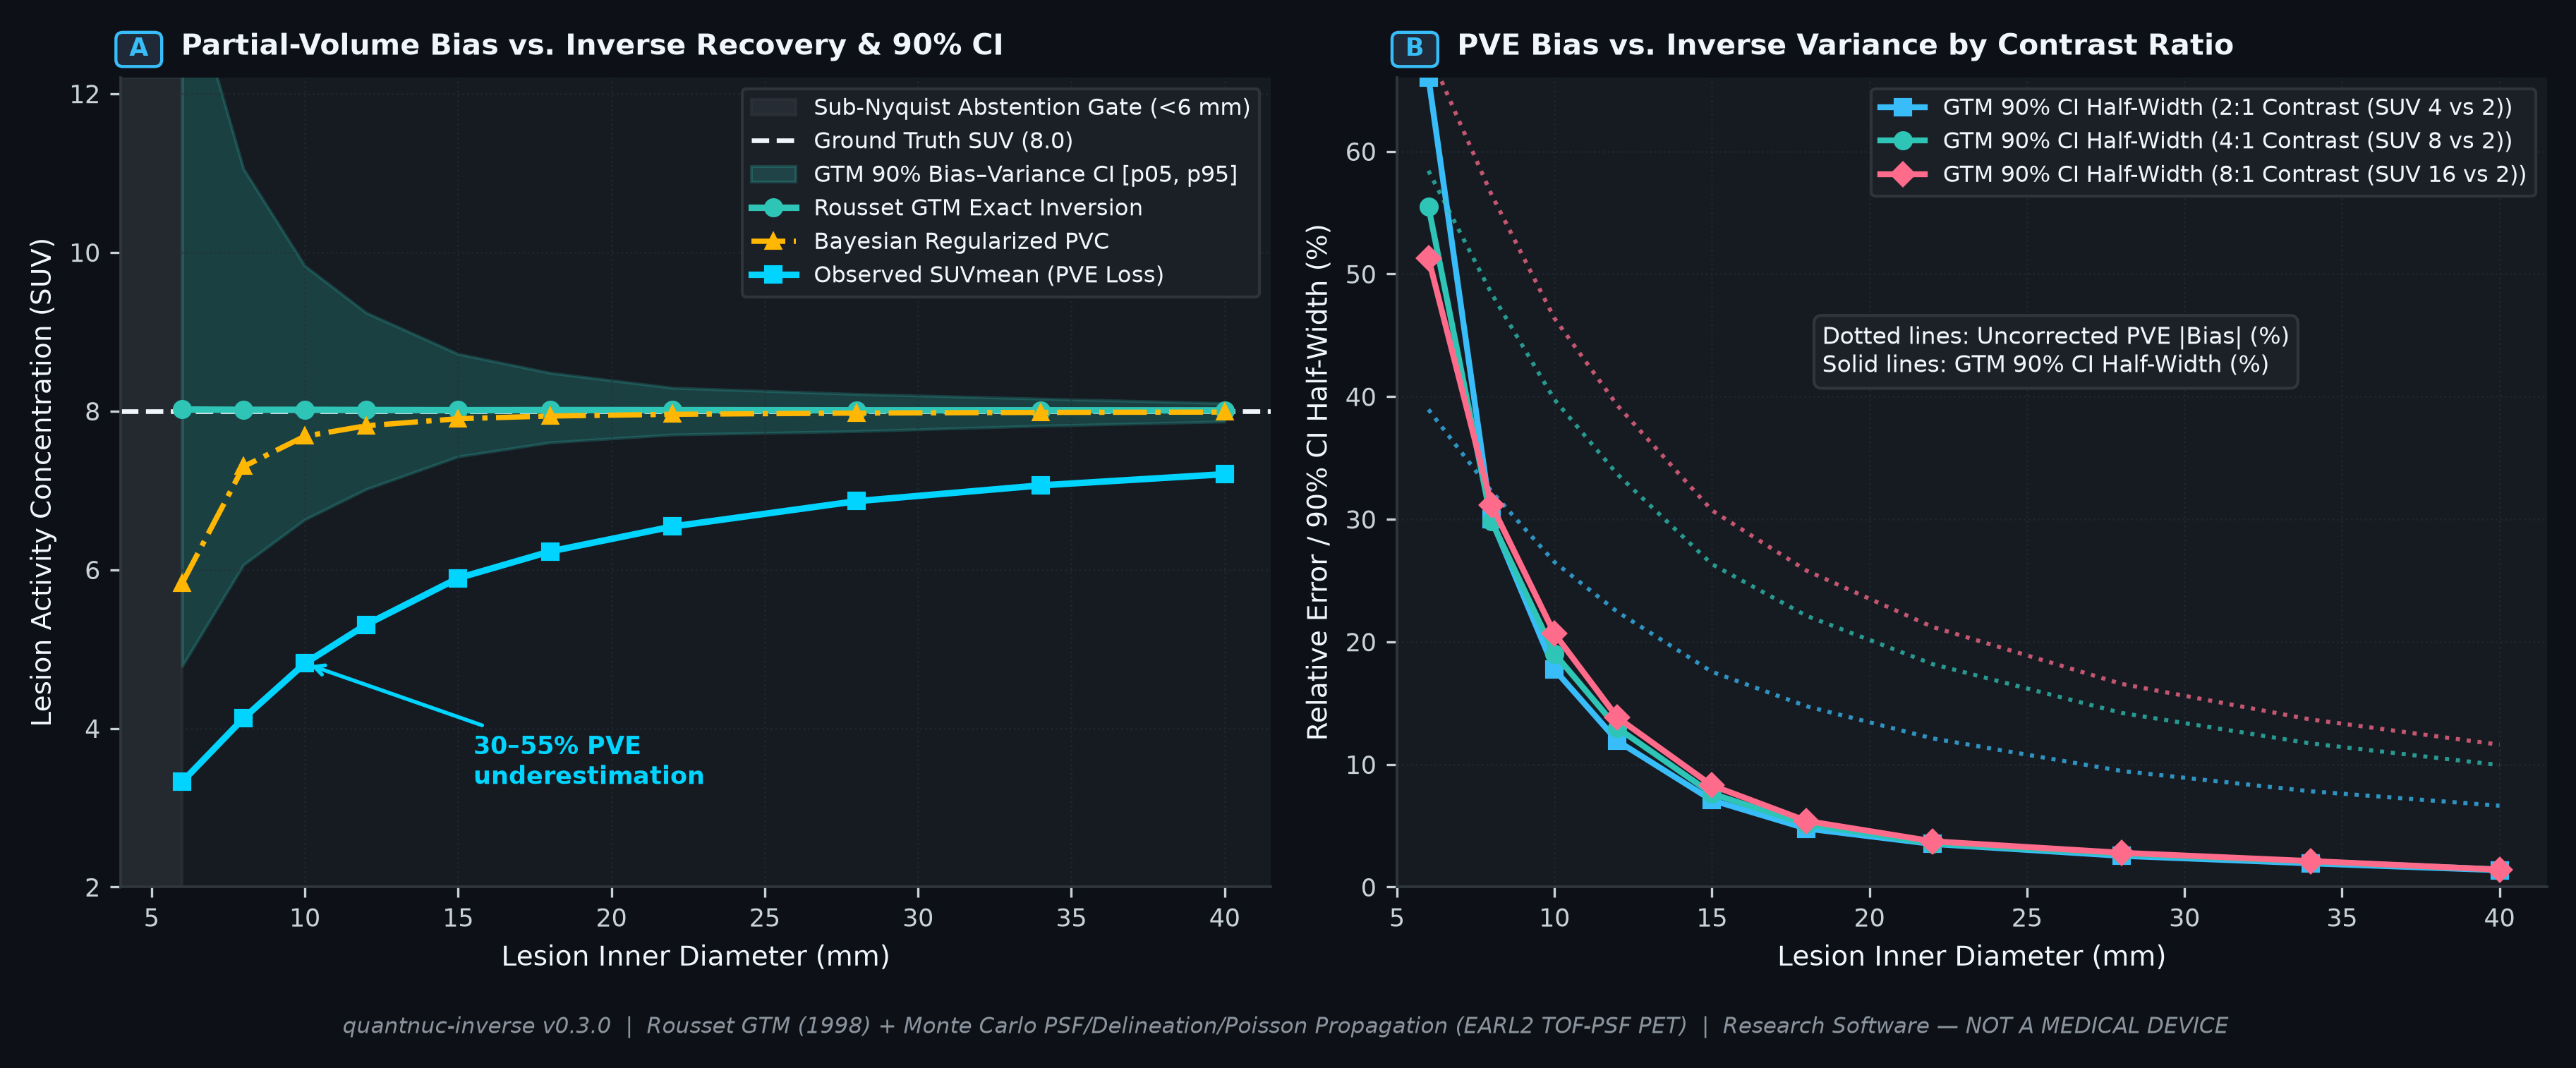 A Partial-Volume Bias vs. Inverse Recovery & 90% CI
Lesion Activity Concentration (SUV)
12
10
8
6
4
2
Sub-Nyquist Abstention Gate (<6 mm)
Ground Truth SUV (8.0)
GTM 90% Bias–Variance CI [p05, p95]
Rousset GTM Exact Inversion
Bayesian Regularized PVC
Observed SUVmean (PVE Loss)
30–55% PVE
underestimation
5 10 15 20 25 30 35 40
Lesion Inner Diameter (mm)
B PVE Bias vs. Inverse Variance by Contrast Ratio
Relative Error / 90% CI Half-Width (%)
60
50
40
30
20
10
0
GTM 90% CI Half-Width (2:1 Contrast (SUV 4 vs 2))
GTM 90% CI Half-Width (4:1 Contrast (SUV 8 vs 2))
GTM 90% CI Half-Width (8:1 Contrast (SUV 16 vs 2))
Dotted lines: Uncorrected PVE |Bias| (%)
Solid lines: GTM 90% CI Half-Width (%)
5 10 15 20 25 30 35 40
Lesion Inner Diameter (mm)
quantnuc-inverse v0.3.0 | Rousset GTM (1998) + Monte Carlo PSF/Delineation/Poisson Propagation (EARL2 TOF-PSF PET) | Research Software — NOT A MEDICAL DEVICE